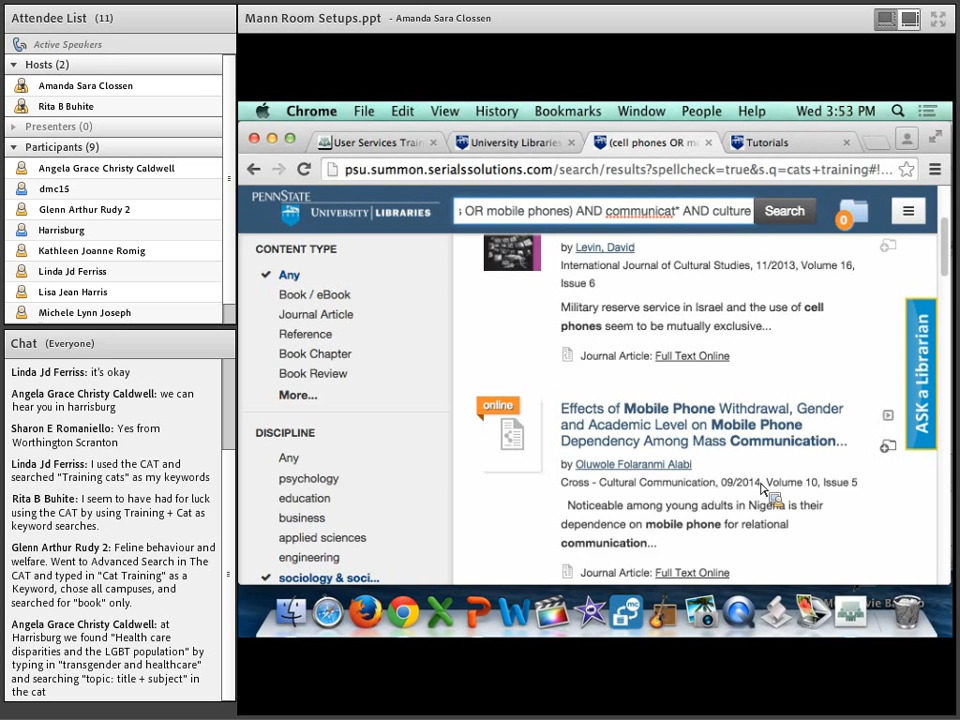 Attendee List (11)
Active Speakers
Hosts (2)
Amanda Sara Clossen
Rita B Buhite
Presenters (0)
Participants (9)
Angela Grace Christy Caldwell
dmc15
Glenn Arthur Rudy 2
Harrisburg
Kathleen Joanne Romig
Linda Jd Ferriss
Lisa Jean Harris
Michele Lynn Joseph
Chat (Everyone)
Linda Jd Ferriss: it's okay
Angela Grace Christy Caldwell: we can
hear you in harrisburg
Sharon E Romaniello: Yes from
Worthington Scranton
Linda Jd Ferriss: I used the CAT and
searched "Training cats" as my keywords
Rita B Buhite: I seem to have had for luck
using the CAT by using Training + Cat as
keyword searches.
Glenn Arthur Rudy 2: Feline behaviour and
welfare. Went to Advanced Search in The
CAT and typed in "Cat Training" as a
Keyword, chose all campuses, and
searched for "book" only.
Angela Grace Christy Caldwell: at
Harrisburg we found "Health care
disparities and the LGBT population" by
typing in "transgender and healthcare"
and searching "topic: title + subject" in
the cat
Mann Room Setups.ppt - Amanda Sara Clossen
Chrome File Edit View History Bookmarks Window People Help Wed 3:53 PM
User Services Train
University Libraries
(cell phones OR m
Tutorials
psu.summon.serialssolutions.com/search/results?spellcheck=true&s.q=cats+training#!...
PENNSTATE
UNIVERSITY LIBRARIES
s OR mobile phones) AND communicat* AND culture
Search
0
CONTENT TYPE
Any
Book / eBook
Journal Article
Reference
Book Chapter
Book Review
More...
DISCIPLINE
Any
psychology
education
business
applied sciences
engineering
sociology & soci...
by Levin, David
International Journal of Cultural Studies, 11/2013, Volume 16,
Issue 6
Military reserve service in Israel and the use of cell
phones seem to be mutually exclusive...
Journal Article: Full Text Online
online
Effects of Mobile Phone Withdrawal, Gender
and Academic Level on Mobile Phone
Dependency Among Mass Communication...
by Oluwole Folaranmi Alabi
Cross - Cultural Communication, 09/2014, Volume 10, Issue 5
Noticeable among young adults in Nigeria is their
dependence on mobile phone for relational
communication...
Journal Article: Full Text Online
ASK a Librarian